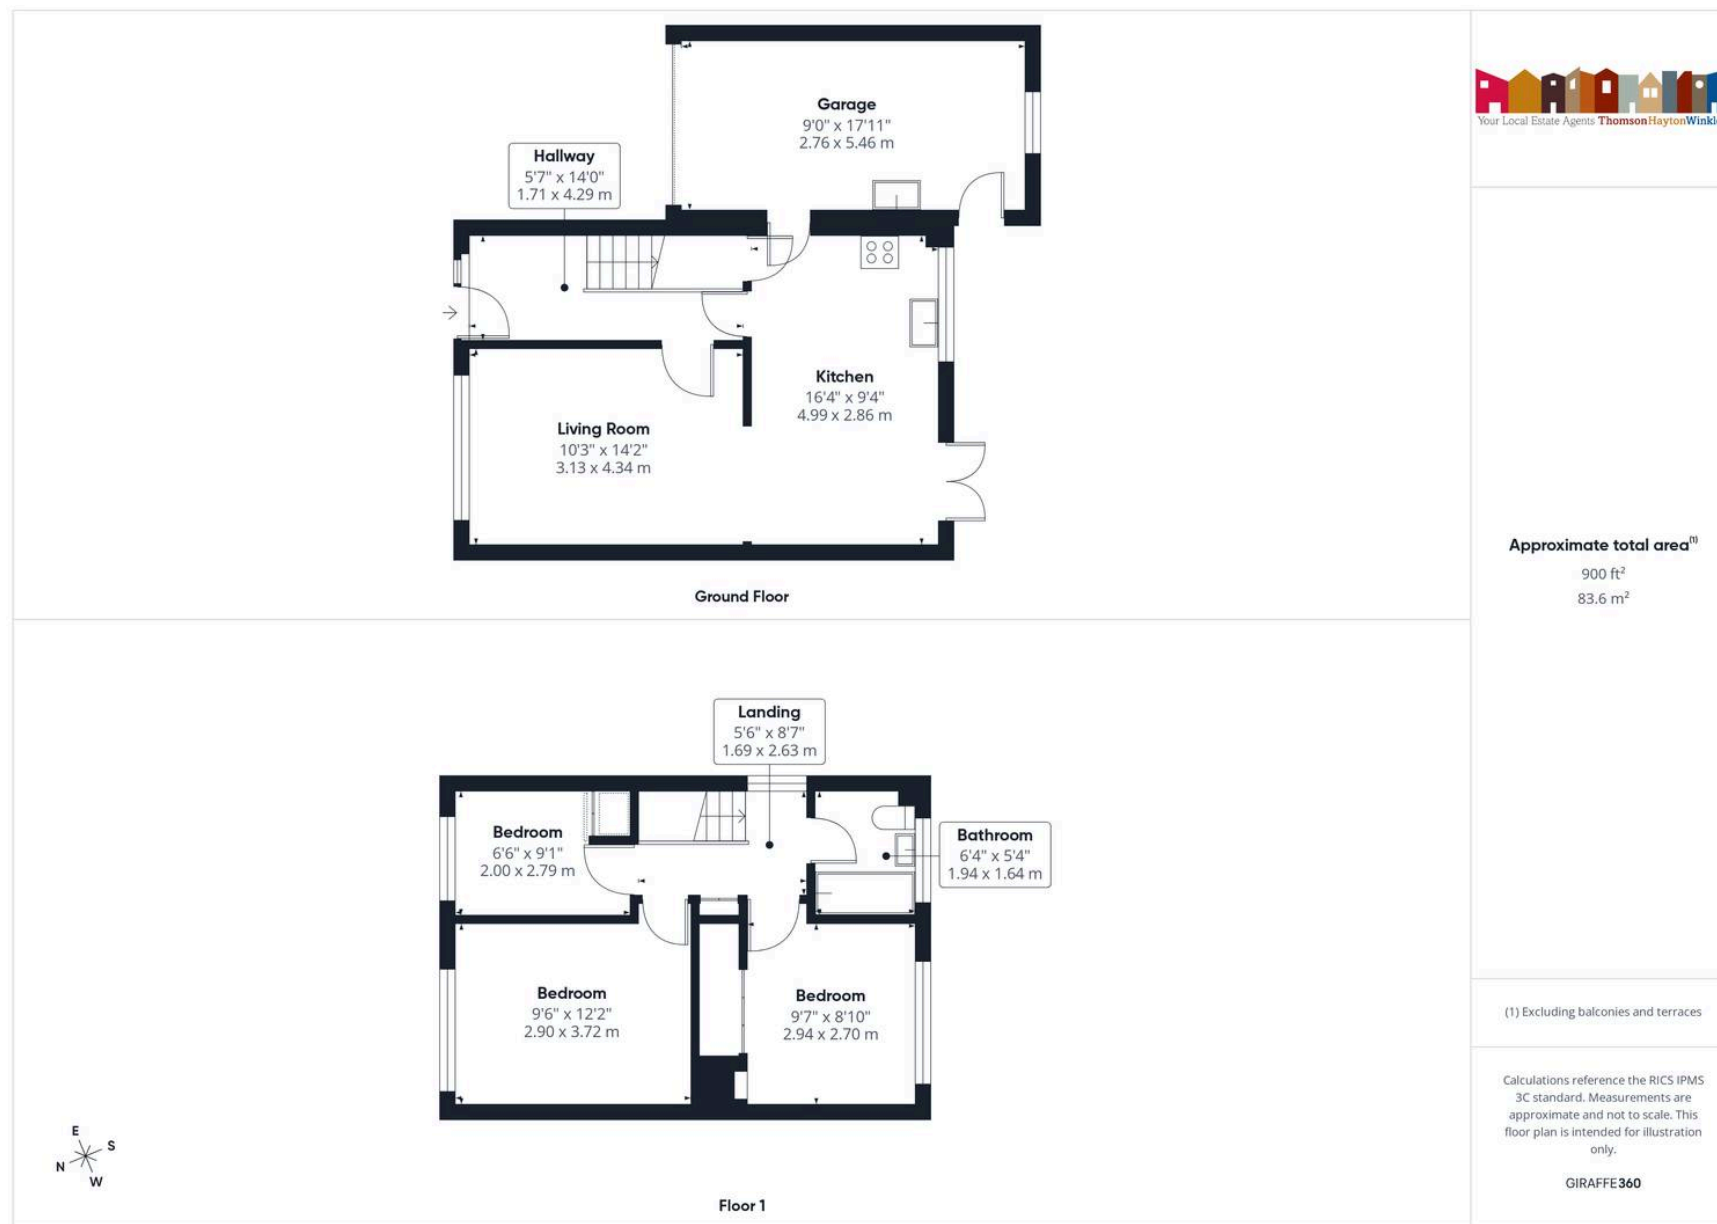 Garage
9'0" x 17'11"
2.76 x 5.46 m
Hallway
5'7" x 14'0"
1.71 x 4.29 m
Kitchen
16'4" x 9'4"
4.99 x 2.86 m
Living Room
10'3" x 14'2"
3.13 x 4.34 m
Ground Floor
Landing
5'6" x 8'7"
1.69 x 2.63 m
Bedroom
6'6" x 9'1"
2.00 x 2.79 m
Bathroom
6'4" x 5'4"
1.94 x 1.64 m
Bedroom
9'6" x 12'2"
2.90 x 3.72 m
Bedroom
9'7" x 8'10"
2.94 x 2.70 m
E
S
N
W
Floor 1
Your Local Estate Agents ThomsonHaytonWinkl
Approximate total area(1)
900 ft²
83.6 m²
(1) Excluding balconies and terraces
Calculations reference the RICS IPMS
3C standard. Measurements are
approximate and not to scale. This
floor plan is intended for illustration
only.
GIRAFFE360